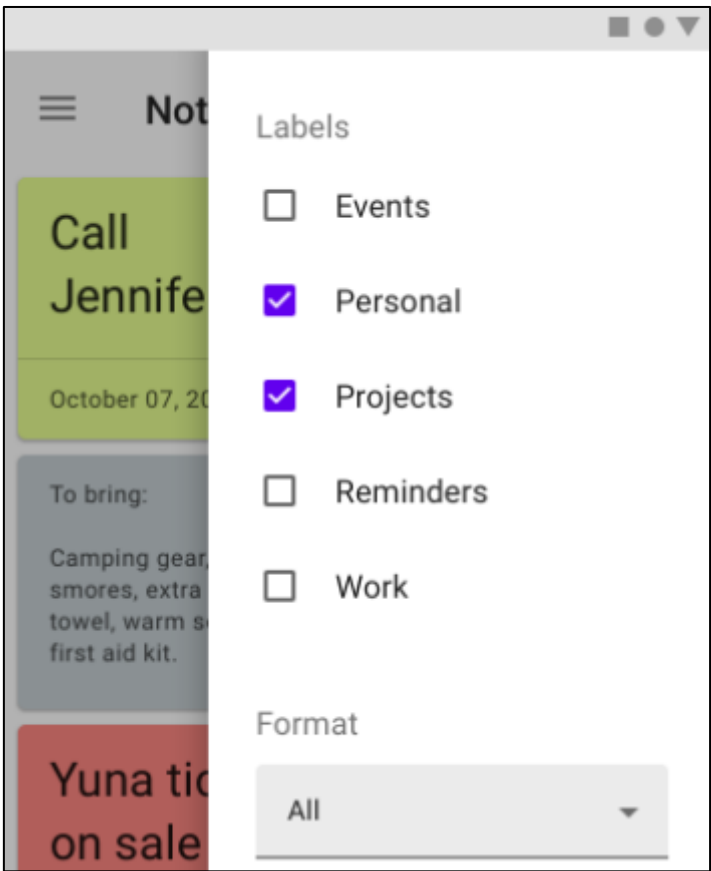 Not
Labels
Call
Jennife
October 07, 20
To bring:
Camping gear,
smores, extra
towel, warm s
first aid kit.
Yuna tic
on sale
Events
Personal
Projects
Reminders
Work
Format
All